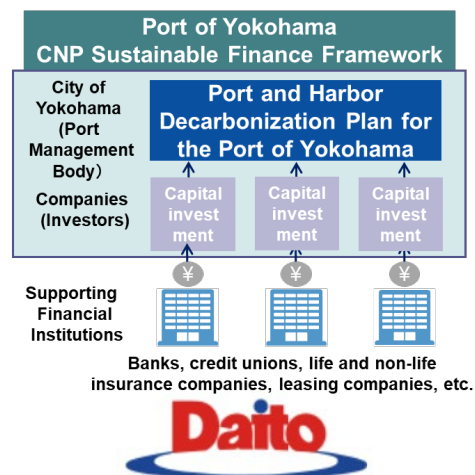 Port of Yokohama
CNP Sustainable Finance Framework
City of
Yokohama
(Port
Management
Body）
Port and Harbor
Decarbonization Plan for
the Port of Yokohama
Companies
(Investors)
Capital
invest
ment
Capital
invest
ment
Capital
invest
ment
¥
¥
¥
Supporting
Financial
Institutions
Banks, credit unions, life and non-life
insurance companies, leasing companies, etc.
Daito